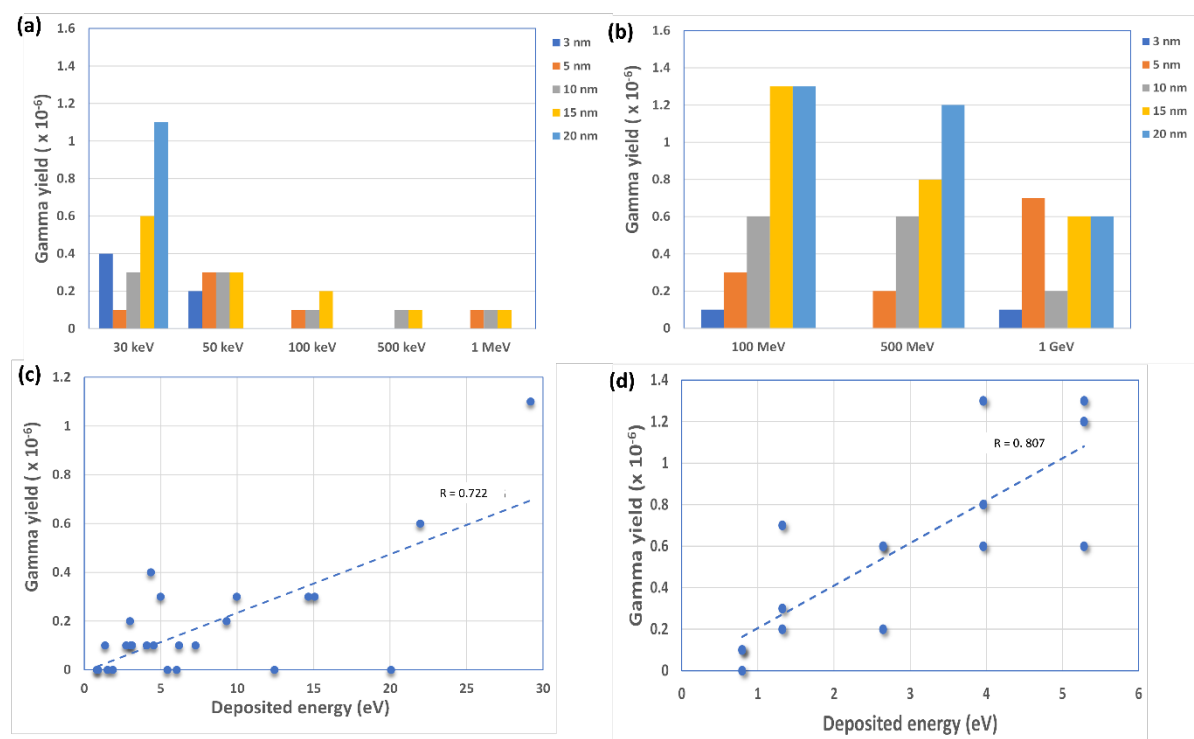 (a)
Gamma yield ( x 10⁻⁶)
1.6
1.4
1.2
1
0.8
0.6
0.4
0.2
0
30 keV 50 keV 100 keV 500 keV 1 MeV
3 nm
5 nm
10 nm
15 nm
20 nm
(b)
Gamma yield ( x 10⁻⁶)
1.6
1.4
1.2
1
0.8
0.6
0.4
0.2
0
100 MeV 500 MeV 1 GeV
3 nm
5 nm
10 nm
15 nm
20 nm
(c)
Gamma yield ( x 10⁻⁶)
1.2
1
0.8
0.6
0.4
0.2
0
R = 0.722
0 5 10 15 20 25 30
Deposited energy (eV)
(d)
Gamma yield (x 10⁻⁶)
1.4
1.2
1
0.8
0.6
0.4
0.2
0
R = 0. 807
0 1 2 3 4 5 6
Deposited energy (eV)